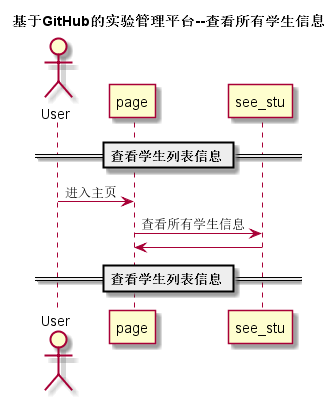 基于GitHub的实验管理平台--查看所有学生信息
User
page
see_stu
查看学生列表信息
进入主页
查看所有学生信息
查看学生列表信息
User
page
see_stu